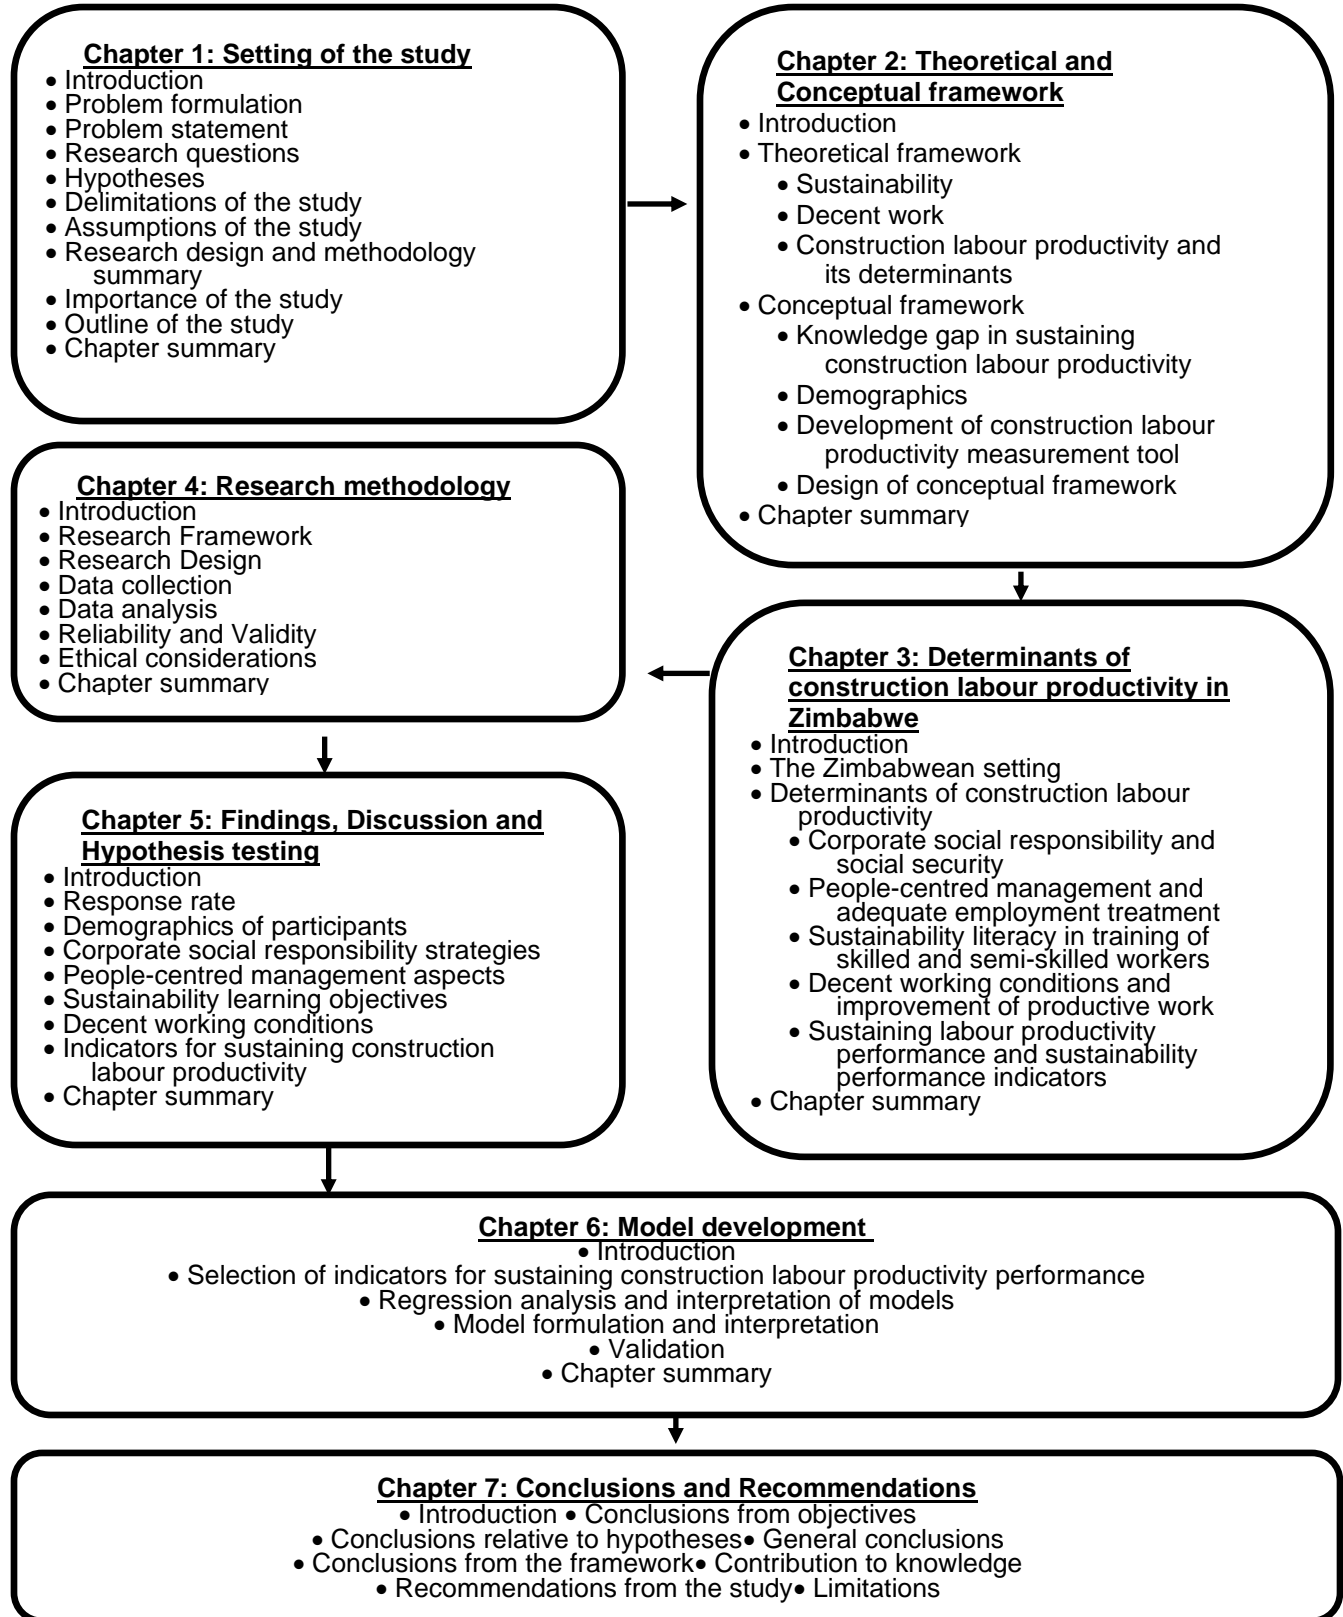 Chapter 1: Setting of the study
• Introduction
• Problem formulation
• Problem statement
• Research questions
• Hypotheses
• Delimitations of the study
• Assumptions of the study
• Research design and methodology
summary
• Importance of the study
• Outline of the study
• Chapter summary
Chapter 2: Theoretical and
Conceptual framework
• Introduction
• Theoretical framework
• Sustainability
• Decent work
• Construction labour productivity and
its determinants
• Conceptual framework
• Knowledge gap in sustaining
construction labour productivity
• Demographics
• Development of construction labour
productivity measurement tool
• Design of conceptual framework
• Chapter summary
Chapter 3: Determinants of
construction labour productivity in
Zimbabwe
• Introduction
• The Zimbabwean setting
• Determinants of construction labour
productivity
• Corporate social responsibility and
social security
• People-centred management and
adequate employment treatment
• Sustainability literacy in training of
skilled and semi-skilled workers
• Decent working conditions and
improvement of productive work
• Sustaining labour productivity
performance and sustainability
performance indicators
• Chapter summary
Chapter 4: Research methodology
• Introduction
• Research Framework
• Research Design
• Data collection
• Data analysis
• Reliability and Validity
• Ethical considerations
• Chapter summary
Chapter 5: Findings, Discussion and
Hypothesis testing
• Introduction
• Response rate
• Demographics of participants
• Corporate social responsibility strategies
• People-centred management aspects
• Sustainability learning objectives
• Decent working conditions
• Indicators for sustaining construction
labour productivity
• Chapter summary
Chapter 6: Model development
• Introduction
• Selection of indicators for sustaining construction labour productivity performance
• Regression analysis and interpretation of models
• Model formulation and interpretation
• Validation
• Chapter summary
Chapter 7: Conclusions and Recommendations
• Introduction • Conclusions from objectives
• Conclusions relative to hypotheses• General conclusions
• Conclusions from the framework• Contribution to knowledge
• Recommendations from the study• Limitations